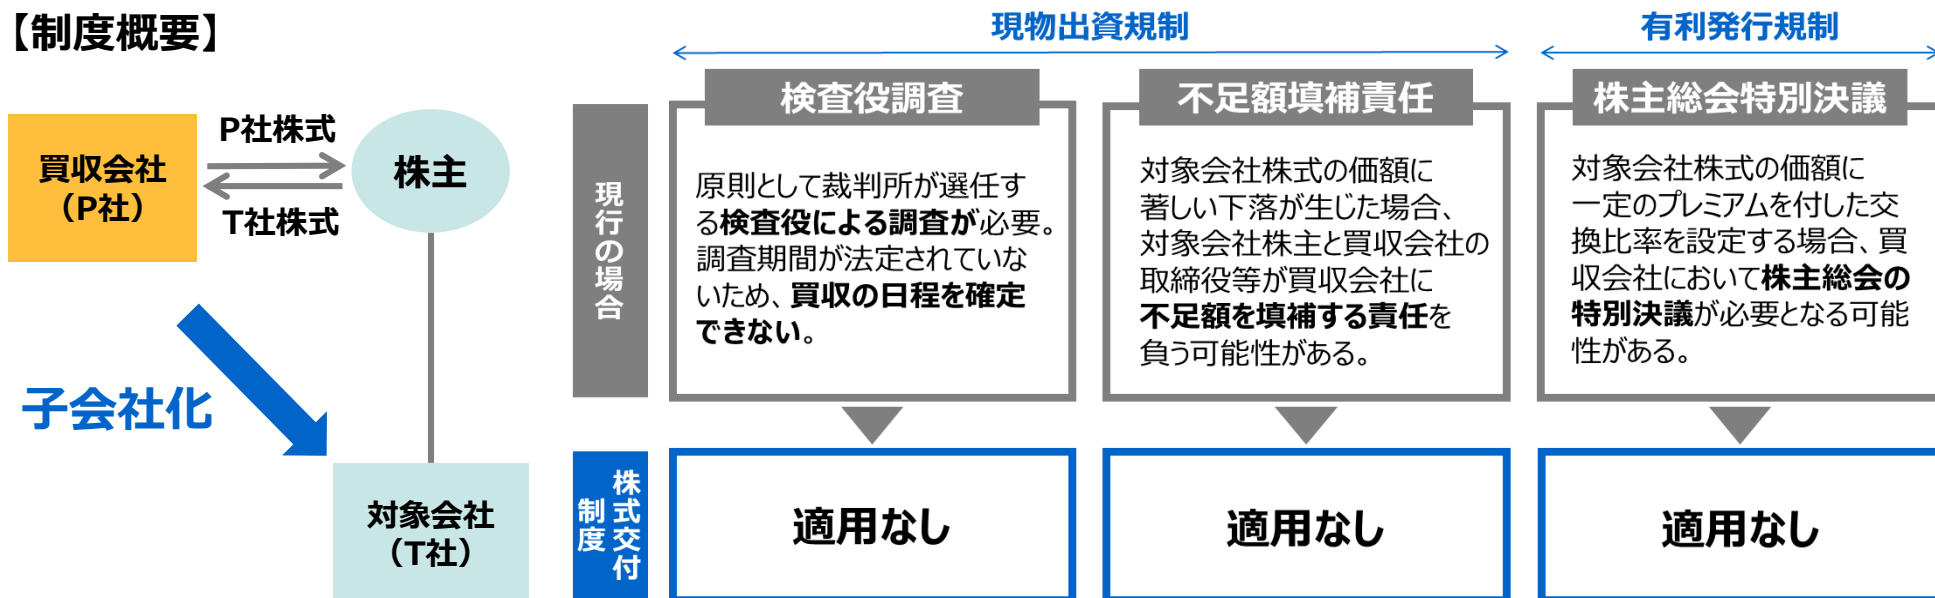 【制度概要】
買収会社
（P社）
P社株式
T社株式
株主
子会社化
対象会社
（T社）
現物出資規制
有利発行規制
現行の場合
検査役調査
原則として裁判所が選任す
る検査役による調査が必要。
調査期間が法定されていな
いため、買収の日程を確定
できない。
不足額填補責任
対象会社株式の価額に
著しい下落が生じた場合、
対象会社株主と買収会社の
取締役等が買収会社に
不足額を填補する責任を
負う可能性がある。
株主総会特別決議
対象会社株式の価額に
一定のプレミアムを付した交
換比率を設定する場合、買
収会社において株主総会の
特別決議が必要となる可能
性がある。
株式交付
制度
適用なし
適用なし
適用なし